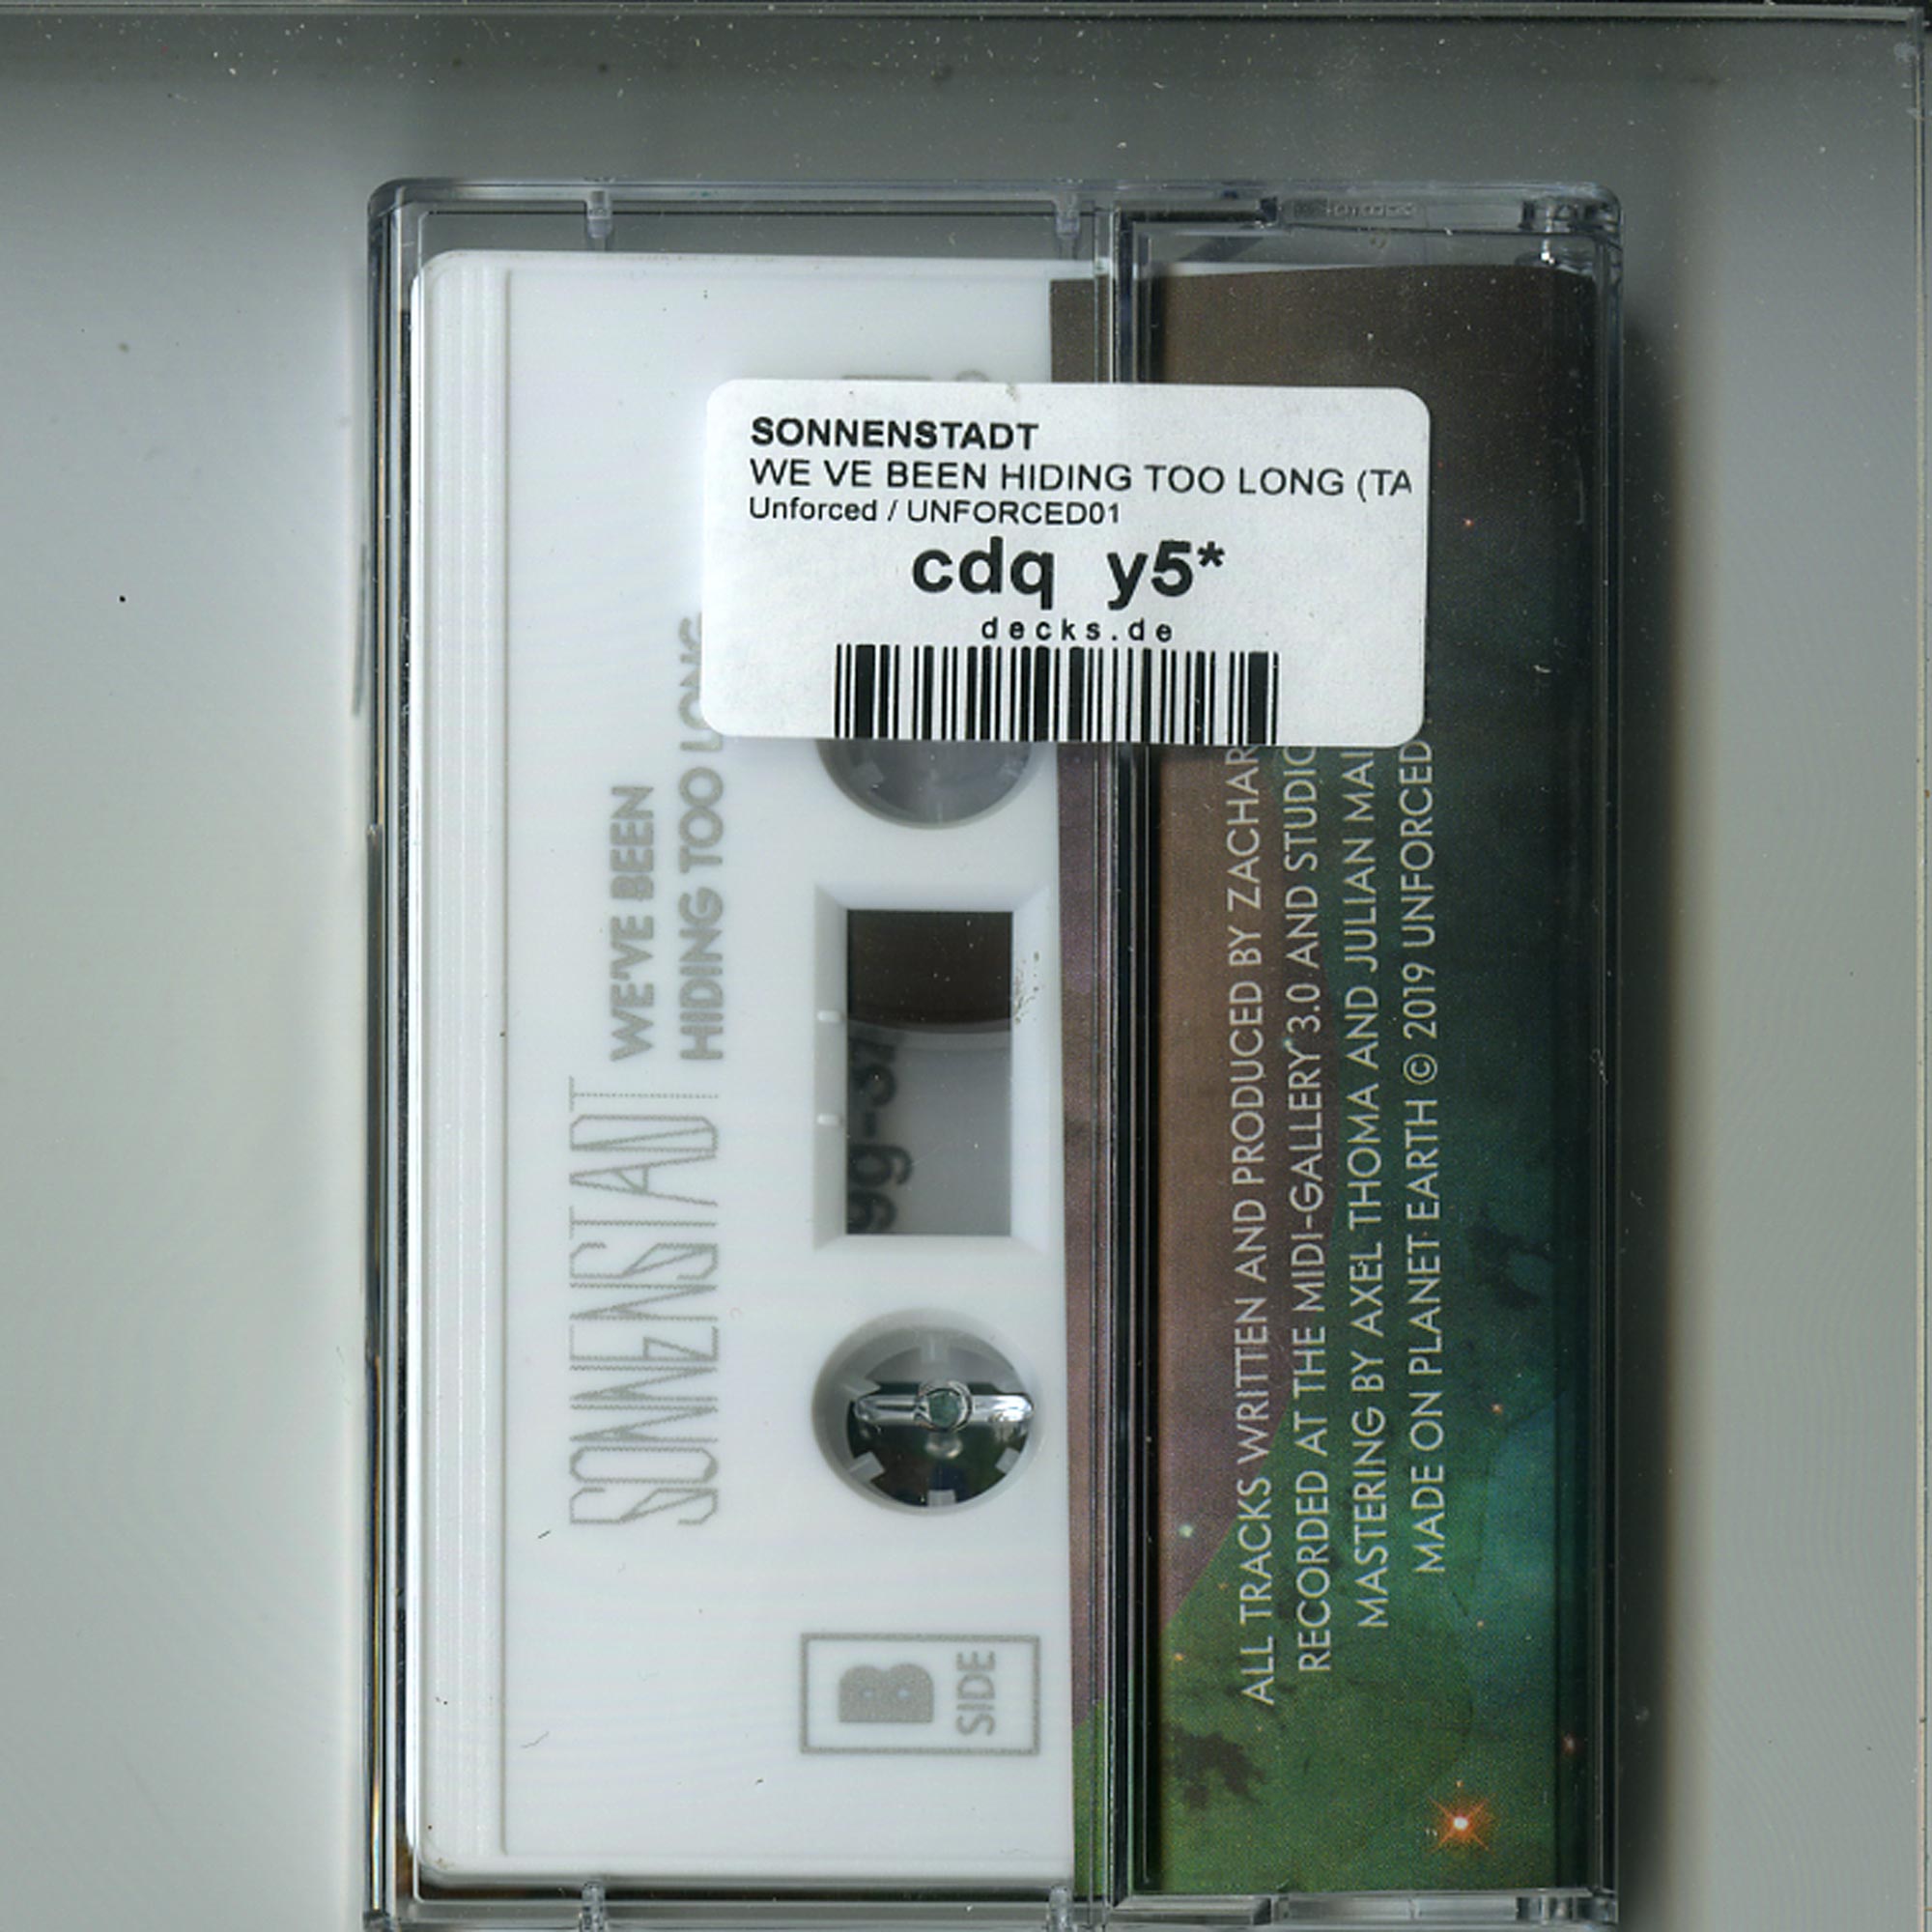 SONNENSTADT
WE VE BEEN HIDING TOO LONG (TA
Unforced / UNFORCED01
cdq y5*
decks.de
SONNENSTADT
WE'VE BEEN
HIDING TOO LONG
B
SIDE
ALL TRACKS WRITTEN AND PRODUCED BY ZACHAR
RECORDED AT THE MIDI-GALLERY 3.0 AND STUDIO
MASTERING BY AXEL THOMA AND JULIAN MAI
MADE ON PLANET EARTH © 2019 UNFORCED